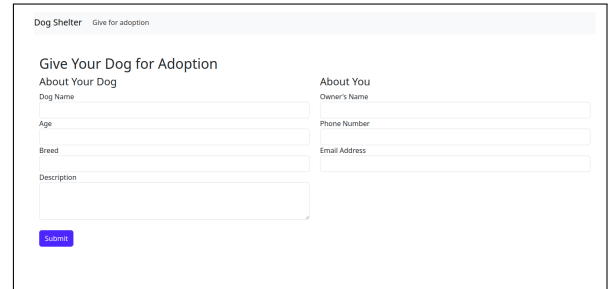 Dog Shelter Give for adoption
Give Your Dog for Adoption
About Your Dog
Dog Name
Age
Breed
Description
Submit
About You
Owner's Name
Phone Number
Email Address